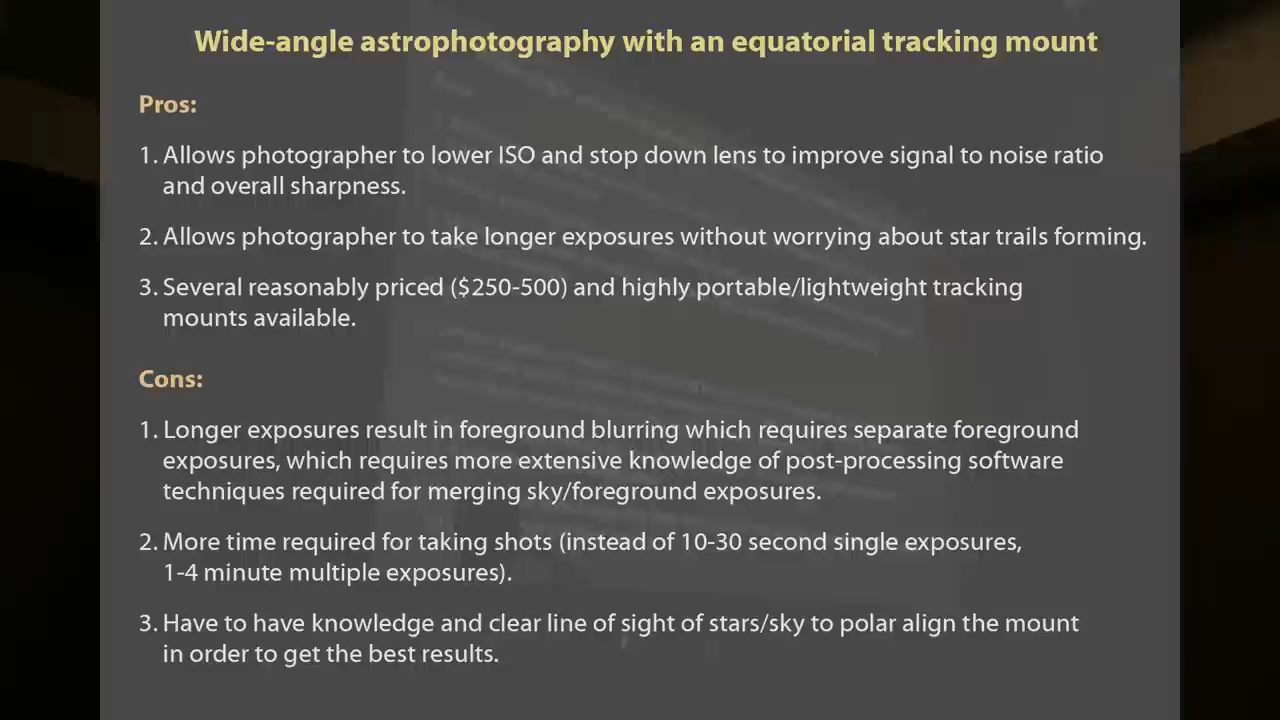 Wide-angle astrophotography with an equatorial tracking mount
Pros:
1. Allows photographer to lower ISO and stop down lens to improve signal to noise ratio
and overall sharpness.
2. Allows photographer to take longer exposures without worrying about star trails forming.
3. Several reasonably priced ($250-500) and highly portable/lightweight tracking
mounts available.
Cons:
1. Longer exposures result in foreground blurring which requires separate foreground
exposures, which requires more extensive knowledge of post-processing software
techniques required for merging sky/foreground exposures.
2. More time required for taking shots (instead of 10-30 second single exposures,
1-4 minute multiple exposures).
3. Have to have knowledge and clear line of sight of stars/sky to polar align the mount
in order to get the best results.